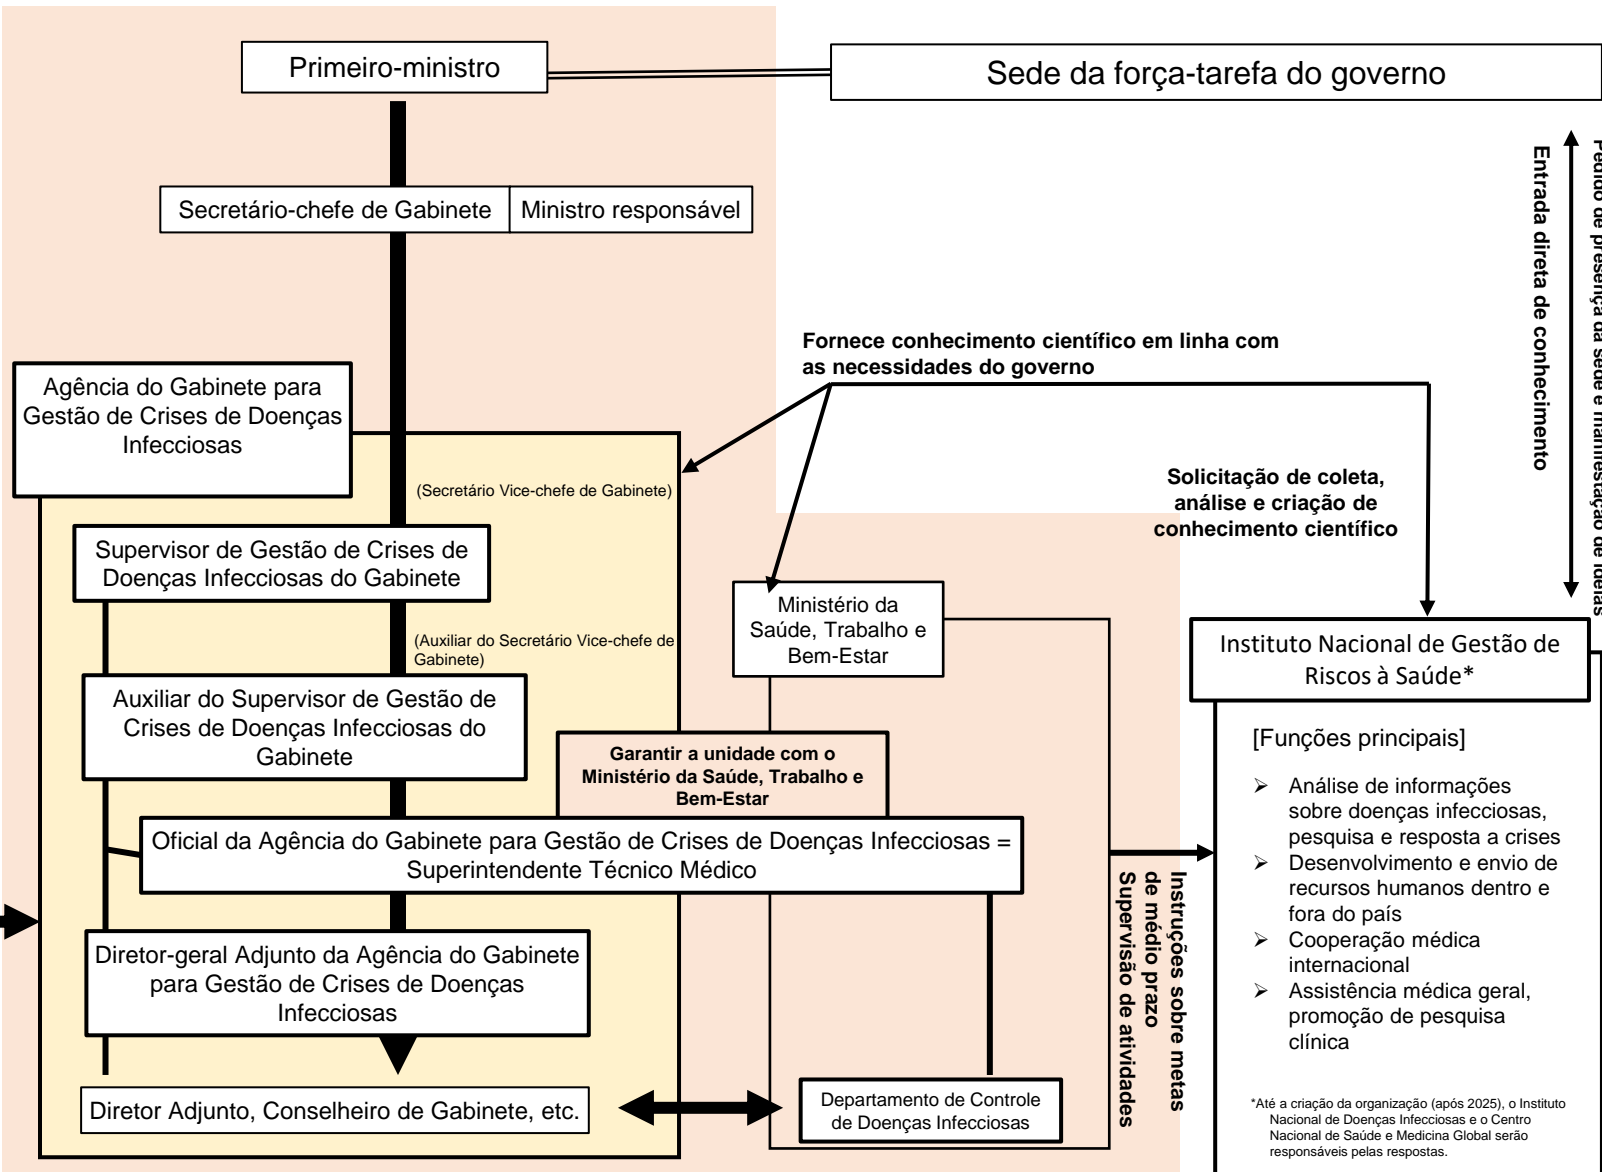 Primeiro-ministro
Sede da força-tarefa do governo
Secretário-chefe de Gabinete
Ministro responsável
Pedido de presença da sede e manifestação de ideias
Entrada direta de conhecimento
Fornece conhecimento científico em linha com
as necessidades do governo
Agência do Gabinete para
Gestão de Crises de Doenças
Infecciosas
(Secretário Vice-chefe de Gabinete)
Solicitação de coleta,
análise e criação de
conhecimento científico
Supervisor de Gestão de Crises de
Doenças Infecciosas do Gabinete
Ministério da
Saúde, Trabalho e
Bem-Estar
(Auxiliar do Secretário Vice-chefe de
Gabinete)
Instituto Nacional de Gestão de
Riscos à Saúde*
Auxiliar do Supervisor de Gestão de
Crises de Doenças Infecciosas do
Gabinete
Garantir a unidade com o
Ministério da Saúde, Trabalho e
Bem-Estar
[Funções principais]
➢ Análise de informações
sobre doenças infecciosas,
pesquisa e resposta a crises
➢ Desenvolvimento e envio de
recursos humanos dentro e
fora do país
➢ Cooperação médica
internacional
➢ Assistência médica geral,
promoção de pesquisa
clínica
Oficial da Agência do Gabinete para Gestão de Crises de Doenças Infecciosas =
Superintendente Técnico Médico
Instruções sobre metas
de médio prazo
Supervisão de atividades
Diretor-geral Adjunto da Agência do Gabinete
para Gestão de Crises de Doenças
Infecciosas
Diretor Adjunto, Conselheiro de Gabinete, etc.
Departamento de Controle
de Doenças Infecciosas
*Até a criação da organização (após 2025), o Instituto
Nacional de Doenças Infecciosas e o Centro
Nacional de Saúde e Medicina Global serão
responsáveis pelas respostas.